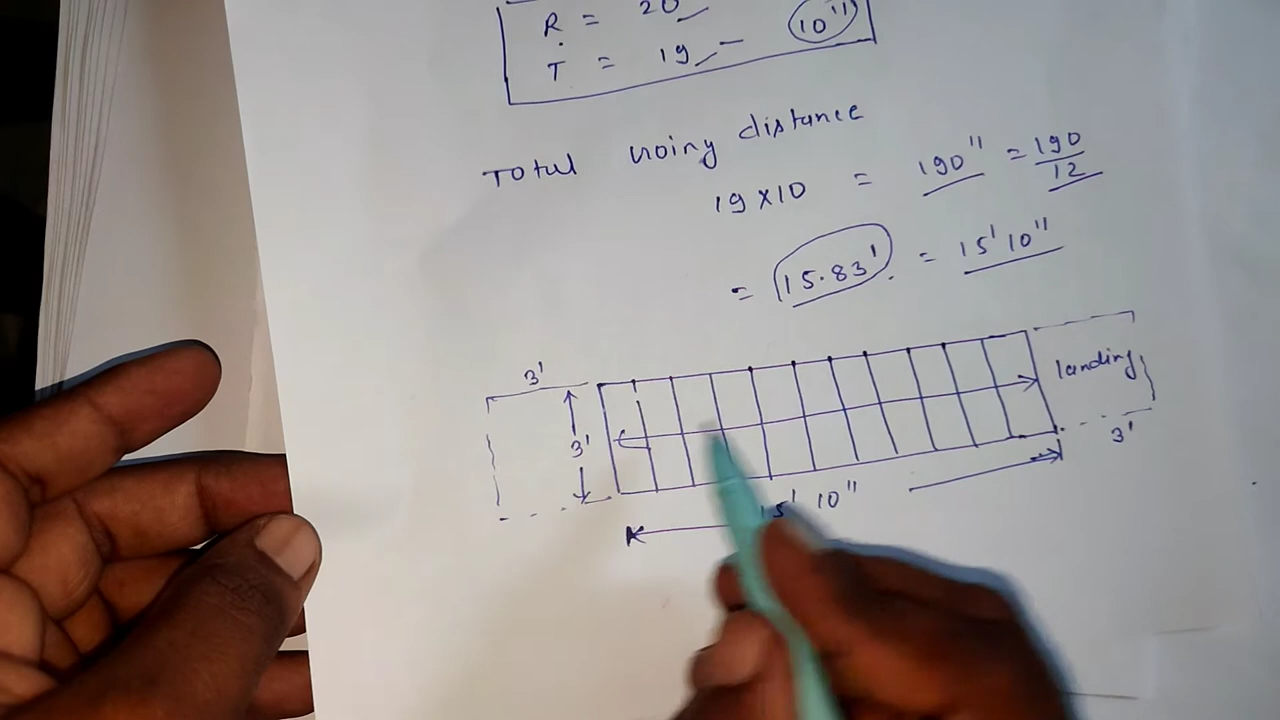 R = 20
T = 19 - 10"
Total Going distance
19 x 10 = 190" = 190/12
= 15.83' = 15' 10"
3'
landing
3'
3'
15' 10"